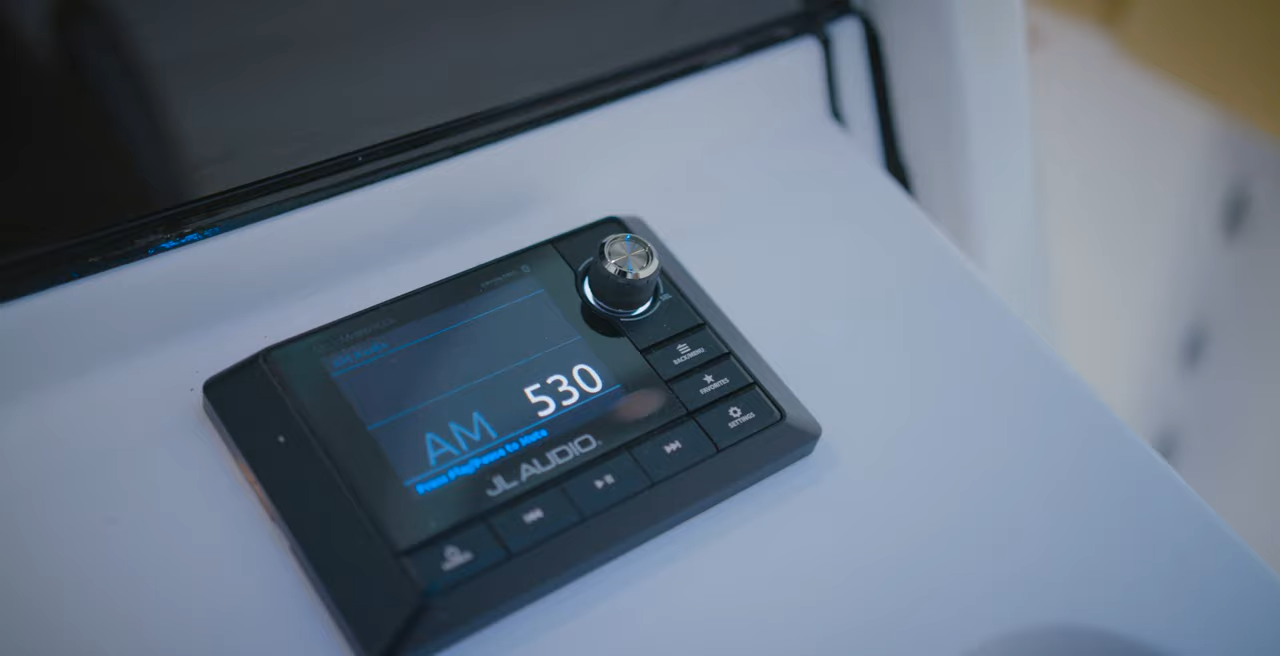 AM 530
Press Play/Pause to Mute
JL AUDIO
BACK/MENU
FAVORITES
SETTINGS